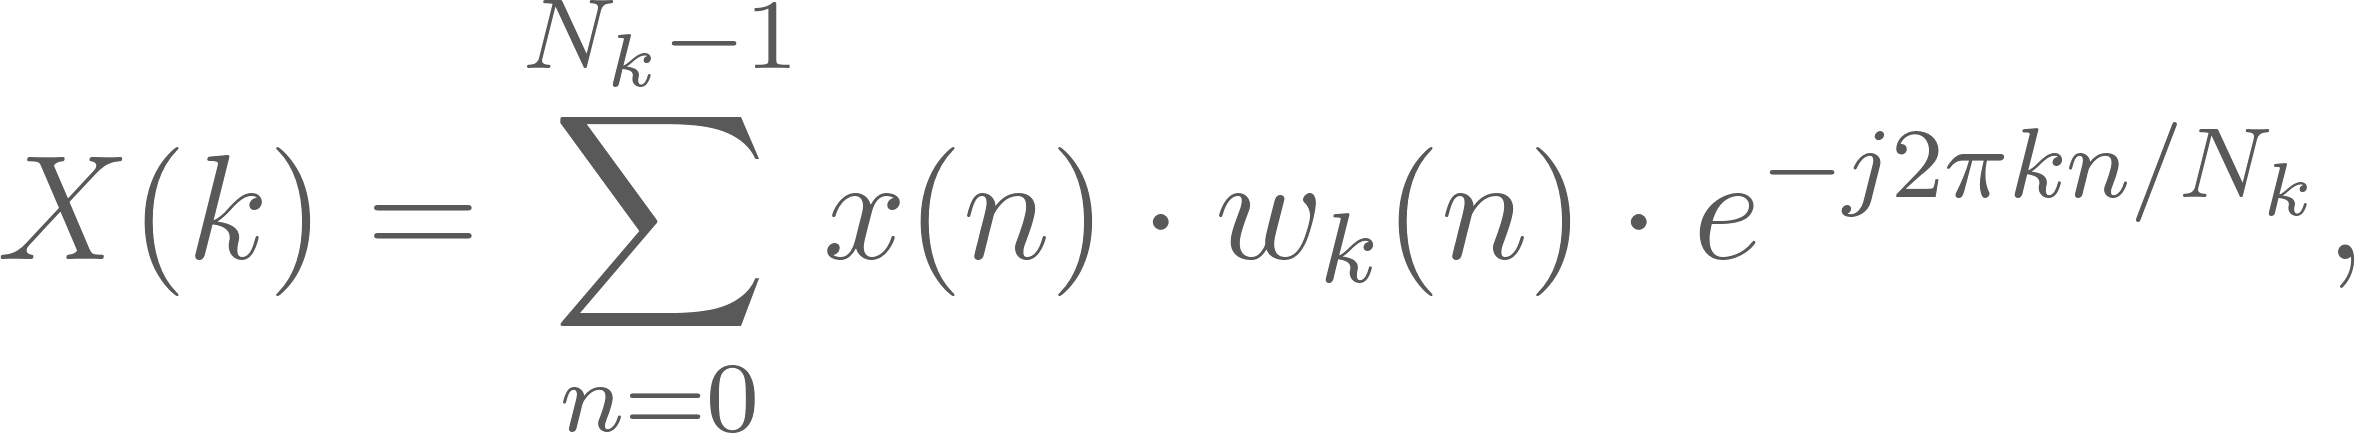 X(k) = \sum_{n=0}^{N_k-1} x(n) \cdot w_k(n) \cdot e^{-j2\pi kn/N_k},